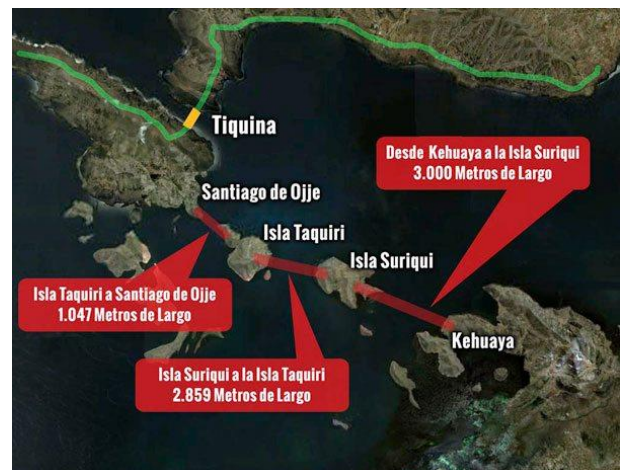 Tiquina
Desde Kehuaya a la Isla Suriqui
3.000 Metros de Largo
Santiago de Ojje
Isla Taquiri
Isla Suriqui
Isla Taquiri a Santiago de Ojje
1.047 Metros de Largo
Kehuaya
Isla Suriqui a la Isla Taquiri
2.859 Metros de Largo